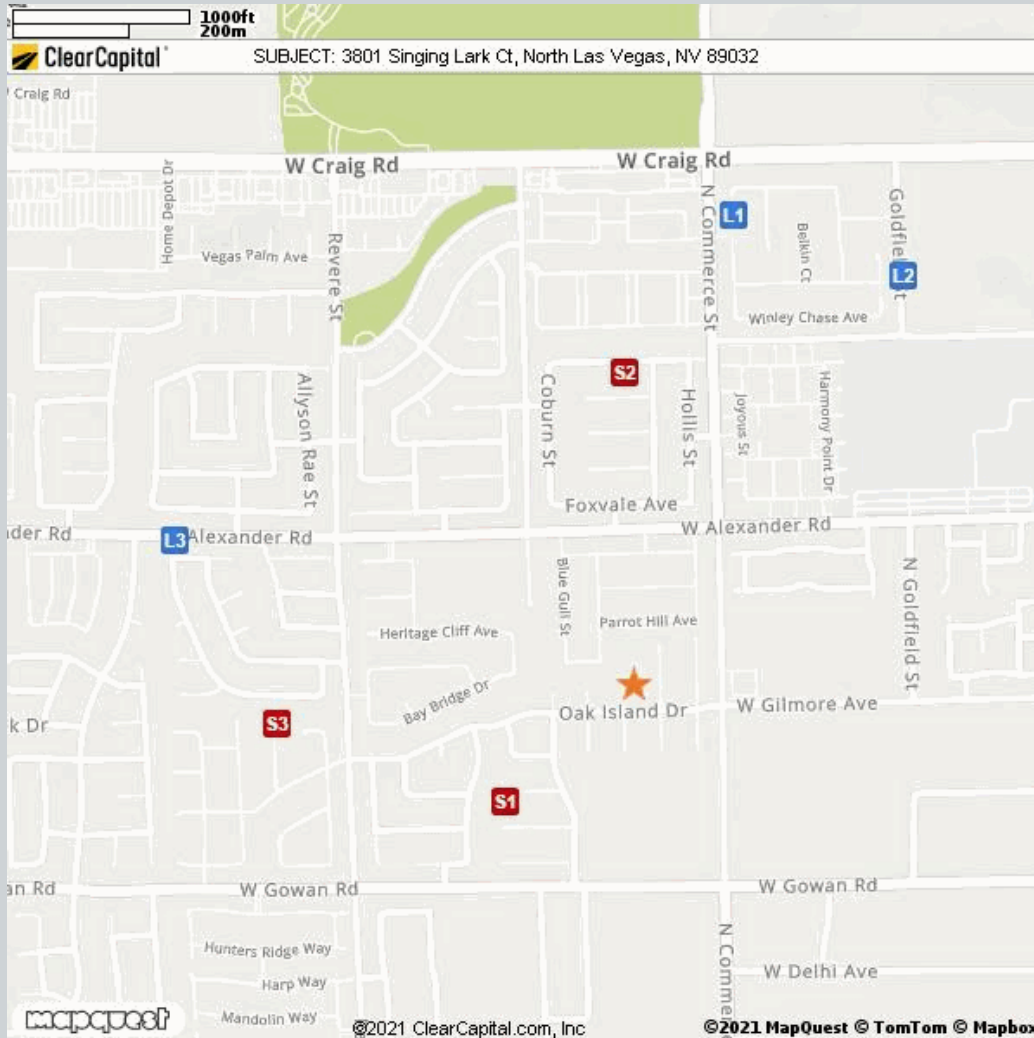 1000ft
200m
ClearCapital
SUBJECT: 3801 Singing Lark Ct, North Las Vegas, NV 89032
Craig Rd
W Craig Rd
W Craig Rd
Home Depot Dr
Vegas Palm Ave
Revere St
N Commerce St
L1
Belkin Ct
Goldfield St
L2
Winley Chase Ave
Allyson Rae St
S2
Coburn St
Hollis St
Joyous St
Harmony Point Dr
Foxvale Ave
W Alexander Rd
der Rd
L3
Alexander Rd
Blue Gull St
N Goldfield St
Parrot Hill Ave
Heritage Cliff Ave
Bay Bridge Dr
Oak Island Dr
W Gilmore Ave
k Dr
S3
S1
an Rd
W Gowan Rd
W Gowan Rd
Hunters Ridge Way
N Commer
W Delhi Ave
Harp Way
Mandolin Way
mapquest
©2021 ClearCapital.com, Inc
©2021 MapQuest © TomTom © Mapbox